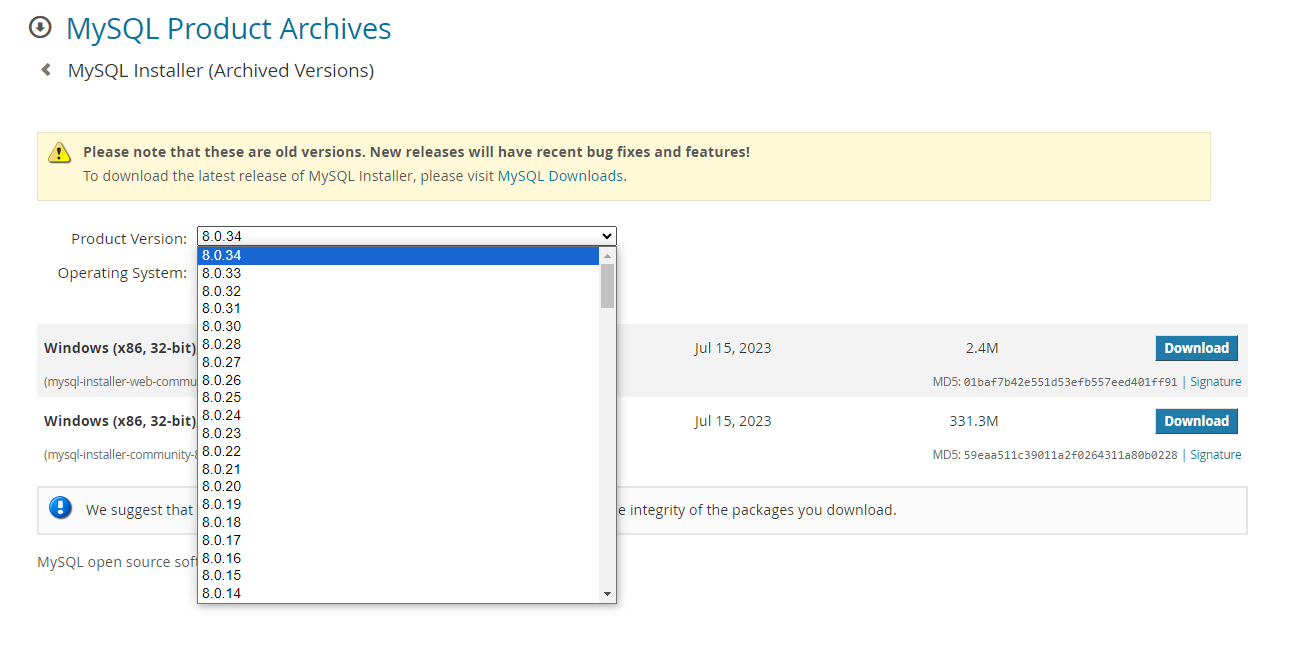 MySQL Product Archives
MySQL Installer (Archived Versions)
Please note that these are old versions. New releases will have recent bug fixes and features!
To download the latest release of MySQL Installer, please visit MySQL Downloads.
Product Version: 8.0.34
8.0.34
Operating System:
8.0.33
8.0.32
8.0.31
8.0.30
8.0.28
8.0.27
8.0.26
8.0.25
8.0.24
8.0.23
8.0.22
8.0.21
8.0.20
8.0.19
8.0.18
8.0.17
8.0.16
8.0.15
8.0.14
Windows (x86, 32-bit) Jul 15, 2023 2.4M Download
(mysql-installer-web-commu MD5: 01baf7b42e551d53efb557eed401ff91 | Signature
Windows (x86, 32-bit) Jul 15, 2023 331.3M Download
(mysql-installer-community- MD5: 59eaa511c39011a2f0264311a80b0228 | Signature
We suggest that e integrity of the packages you download.
MySQL open source